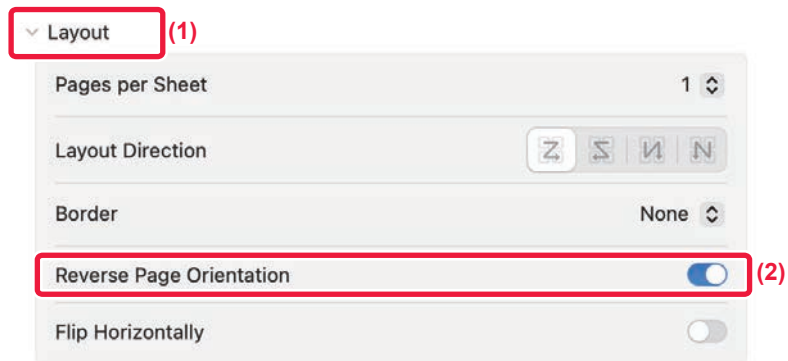 Layout (1)
Pages per Sheet 1
Layout Direction
Border None
Reverse Page Orientation (2)
Flip Horizontally